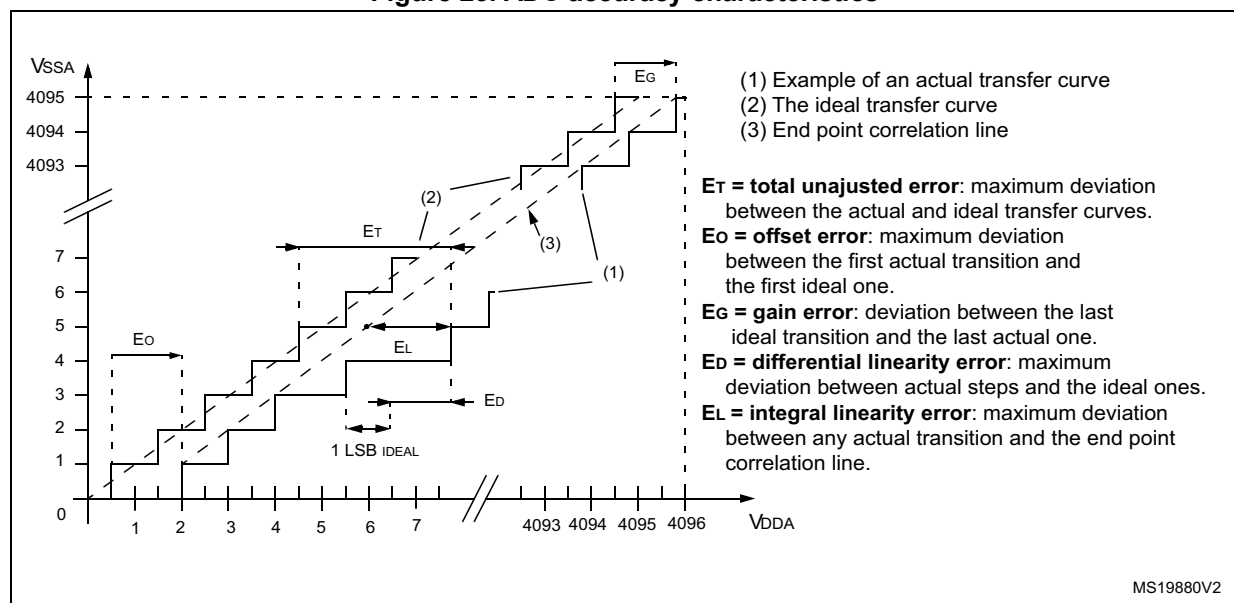 VSSA
4095
4094
4093
7
6
5
4
3
2
1
0
1 2 3 4 5 6 7 4093 4094 4095 4096
VDDA
EG
(2)
ET
(3)
(1)
EO
EL
ED
1 LSB IDEAL
(1) Example of an actual transfer curve
(2) The ideal transfer curve
(3) End point correlation line
ET = total unajusted error: maximum deviation
between the actual and ideal transfer curves.
EO = offset error: maximum deviation
between the first actual transition and
the first ideal one.
EG = gain error: deviation between the last
ideal transition and the last actual one.
ED = differential linearity error: maximum
deviation between actual steps and the ideal ones.
EL = integral linearity error: maximum deviation
between any actual transition and the end point
correlation line.
MS19880V2